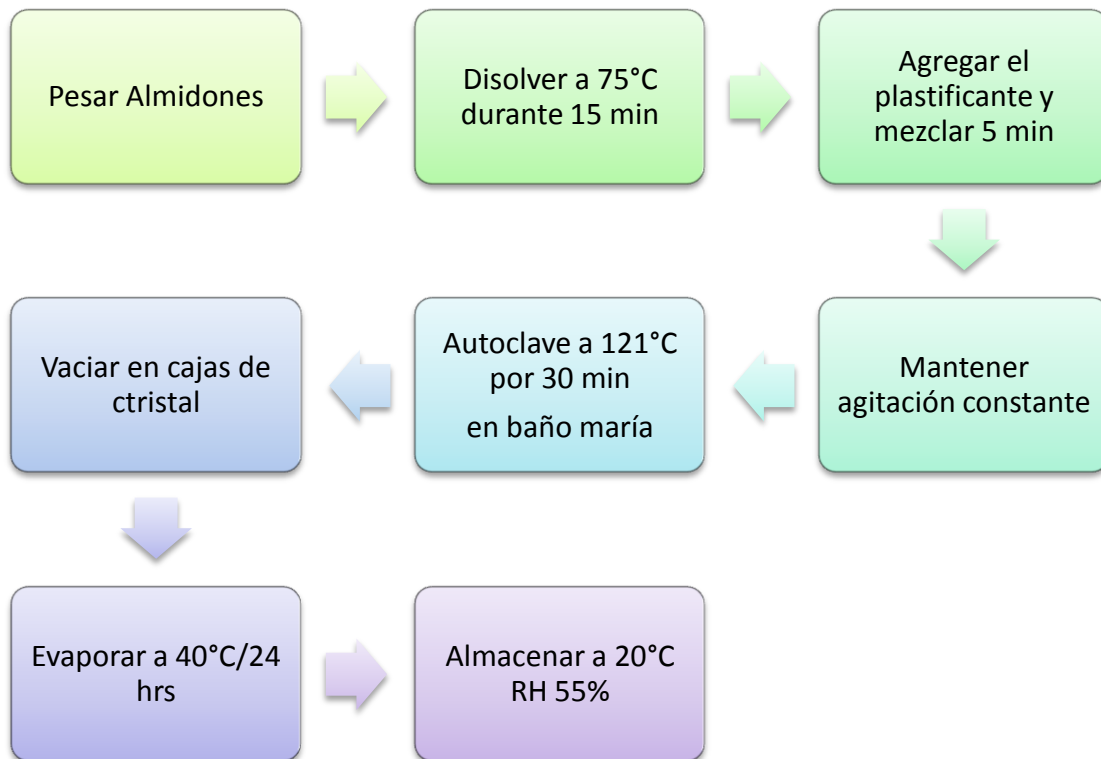 Pesar Almidones
Disolver a 75°C
durante 15 min
Agregar el
plastificante y
mezclar 5 min
Mantener
agitación constante
Autoclave a 121°C
por 30 min
en baño maría
Vaciar en cajas de
ctristal
Evaporar a 40°C/24
hrs
Almacenar a 20°C
RH 55%